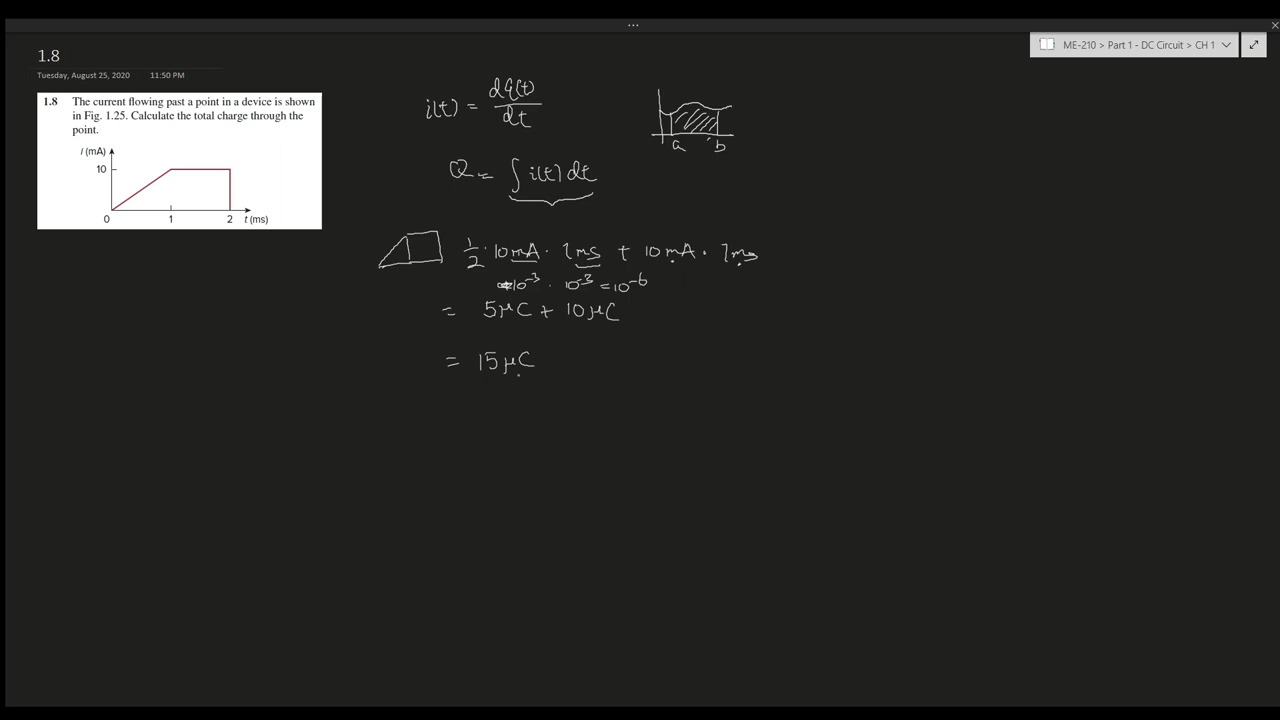 1.8
Tuesday, August 25, 2020 11:50 PM
ME-210 > Part 1 - DC Circuit > CH 1
1.8 The current flowing past a point in a device is shown
in Fig. 1.25. Calculate the total charge through the
point.
i (mA)
10
0 1 2 t (ms)
i(t) = dq(t)/dt
a b
Q = ∫ i(t) dt
1/2 · 10mA · 1ms + 10mA · 1ms
10⁻³ · 10⁻³ = 10⁻⁶
= 5μC + 10μC
= 15μC